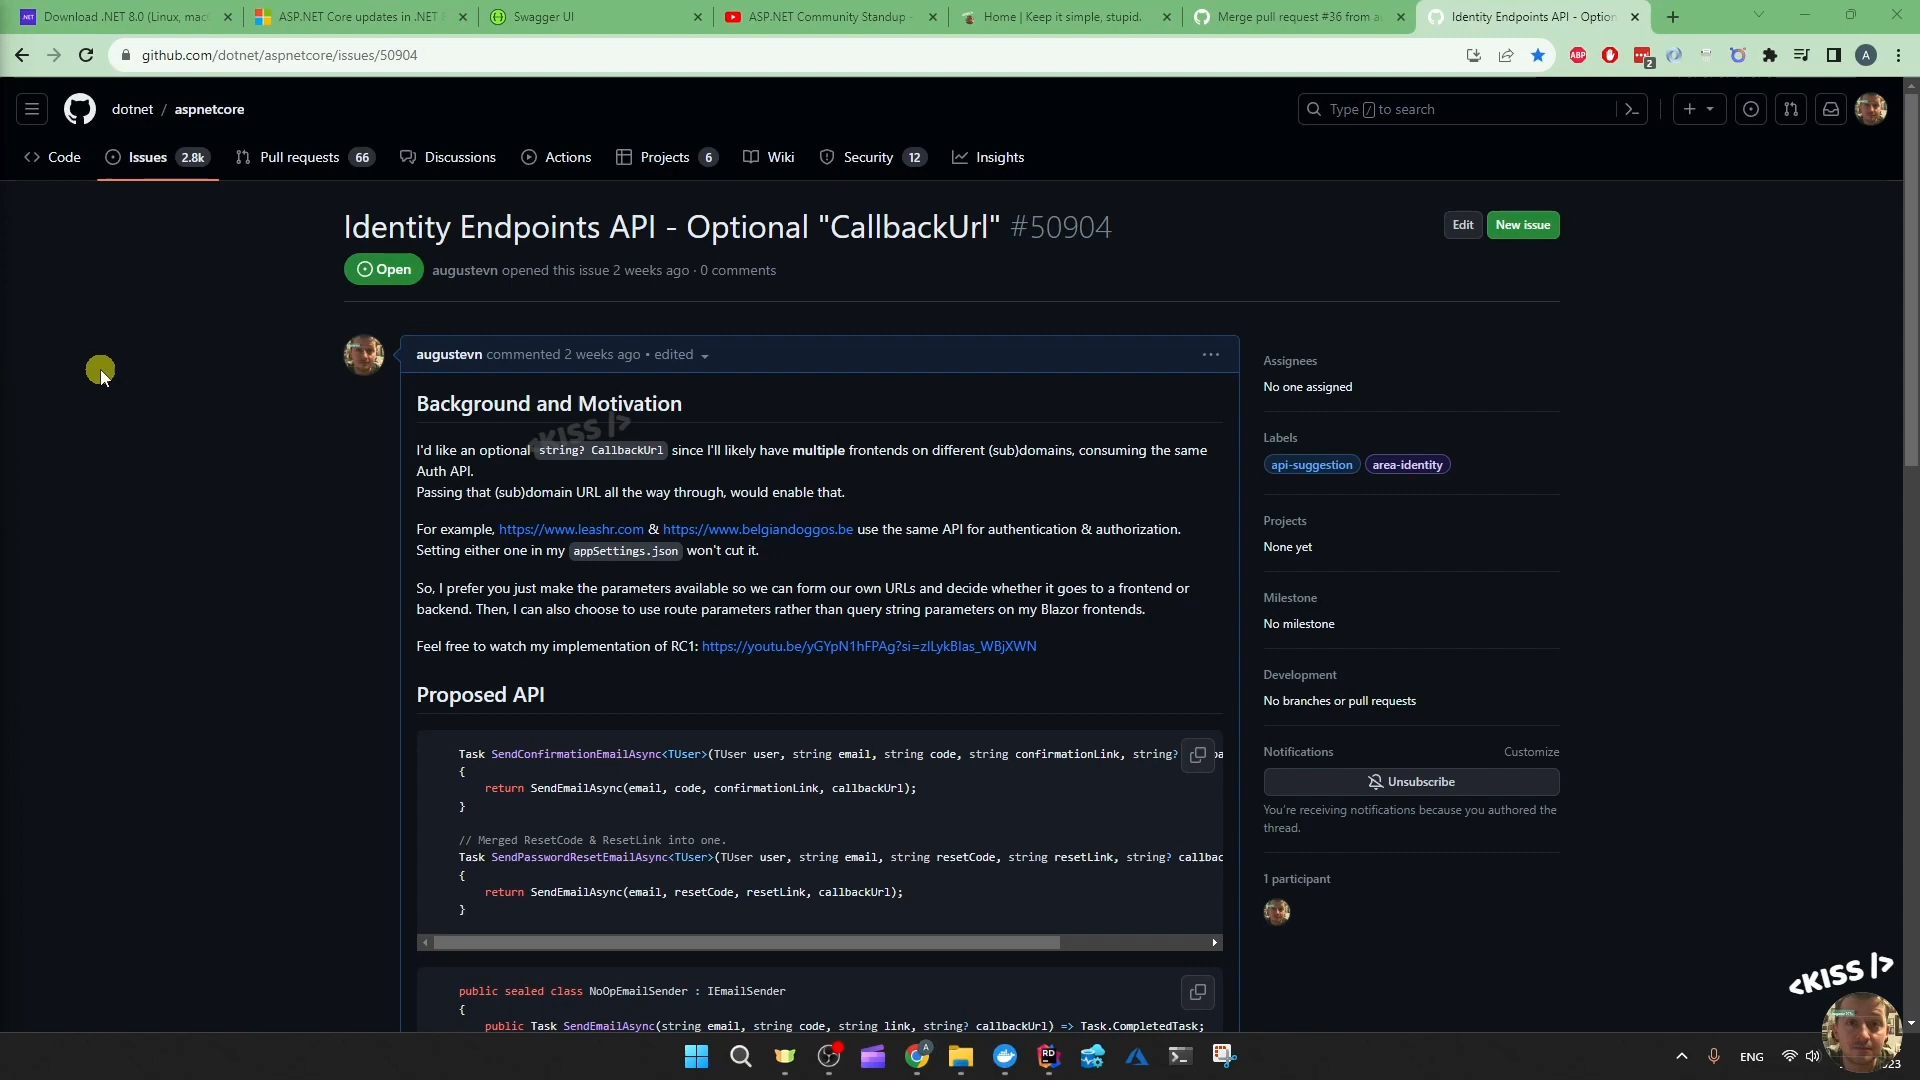 Download .NET 8.0 (Linux, mac
ASP.NET Core updates in .NET 8
Swagger UI
ASP.NET Community Standup -
Home | Keep it simple, stupid.
Merge pull request #36 from a
Identity Endpoints API - Option
github.com/dotnet/aspnetcore/issues/50904
ABP
2
A
dotnet / aspnetcore
Type / to search
Code
Issues 2.8k
Pull requests 66
Discussions
Actions
Projects 6
Wiki
Security 12
Insights
Identity Endpoints API - Optional "CallbackUrl" #50904
Edit
New issue
Open
augustevn opened this issue 2 weeks ago · 0 comments
augustevn commented 2 weeks ago • edited
Background and Motivation
<KISS />
I'd like an optional string? CallbackUrl since I'll likely have multiple frontends on different (sub)domains, consuming the same
Auth API.
Passing that (sub)domain URL all the way through, would enable that.
For example, https://www.leashr.com & https://www.belgiandoggos.be use the same API for authentication & authorization.
Setting either one in my appSettings.json won't cut it.
So, I prefer you just make the parameters available so we can form our own URLs and decide whether it goes to a frontend or
backend. Then, I can also choose to use route parameters rather than query string parameters on my Blazor frontends.
Feel free to watch my implementation of RC1: https://youtu.be/yGYpN1hFPAg?si=zlLykBIas_WBjXWN
Proposed API
Task SendConfirmationEmailAsync<TUser>(TUser user, string email, string code, string confirmationLink, string?
{
return SendEmailAsync(email, code, confirmationLink, callbackUrl);
}
// Merged ResetCode & ResetLink into one.
Task SendPasswordResetEmailAsync<TUser>(TUser user, string email, string resetCode, string resetLink, string? callbac
{
return SendEmailAsync(email, resetCode, resetLink, callbackUrl);
}
public sealed class NoOpEmailSender : IEmailSender
{
public Task SendEmailAsync(string email, string code, string link, string? callbackUrl) => Task.CompletedTask;
Assignees
No one assigned
Labels
api-suggestion
area-identity
Projects
None yet
Milestone
No milestone
Development
No branches or pull requests
Notifications
Customize
Unsubscribe
You're receiving notifications because you authored the
thread.
1 participant
<KISS />
A
RD
ENG